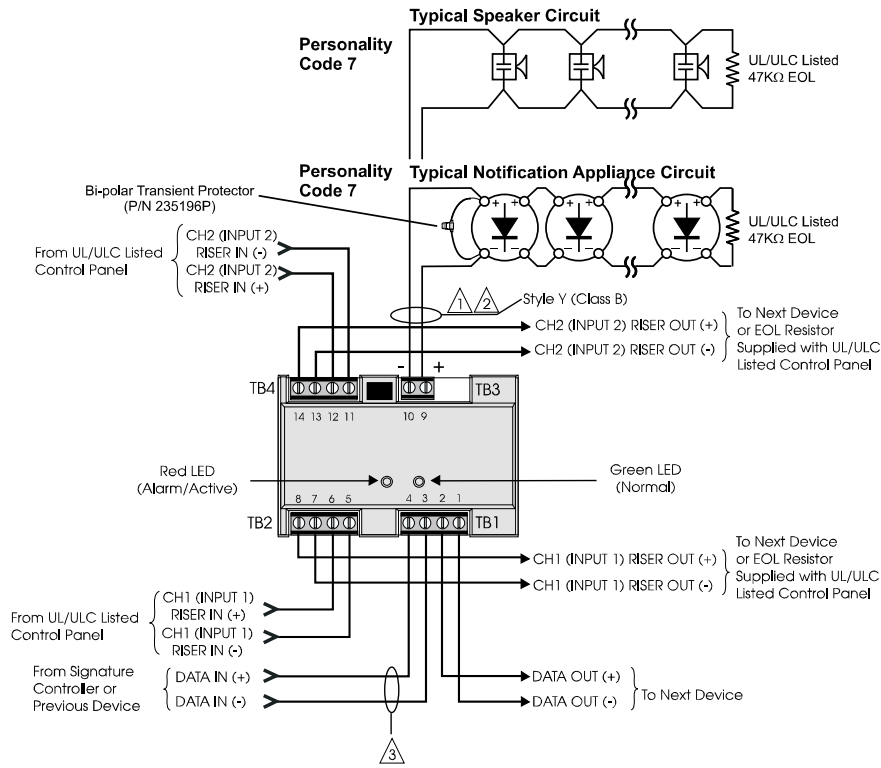 Typical Speaker Circuit
Personality
Code 7
UL/ULC Listed
47KΩ EOL
Personality
Code 7
Typical Notification Appliance Circuit
Bi-polar Transient Protector
(P/N 235196P)
+ +
+ +
+ +
UL/ULC Listed
47KΩ EOL
From UL/ULC Listed
Control Panel
CH2 (INPUT 2)
RISER IN (-)
CH2 (INPUT 2)
RISER IN (+)
1
2
Style Y (Class B)
CH2 (INPUT 2) RISER OUT (+)
CH2 (INPUT 2) RISER OUT (-)
To Next Device
or EOL Resistor
Supplied with UL/ULC
Listed Control Panel
- +
TB4
TB3
14 13 12 11
10 9
Red LED
(Alarm/Active)
Green LED
(Normal)
8 7 6 5
4 3 2 1
TB2
TB1
CH1 (INPUT 1) RISER OUT (+)
CH1 (INPUT 1) RISER OUT (-)
To Next Device
or EOL Resistor
Supplied with UL/ULC
Listed Control Panel
From UL/ULC Listed
Control Panel
CH1 (INPUT 1)
RISER IN (+)
CH1 (INPUT 1)
RISER IN (-)
From Signature
Controller or
Previous Device
DATA IN (+)
DATA IN (-)
DATA OUT (+)
DATA OUT (-)
To Next Device
3